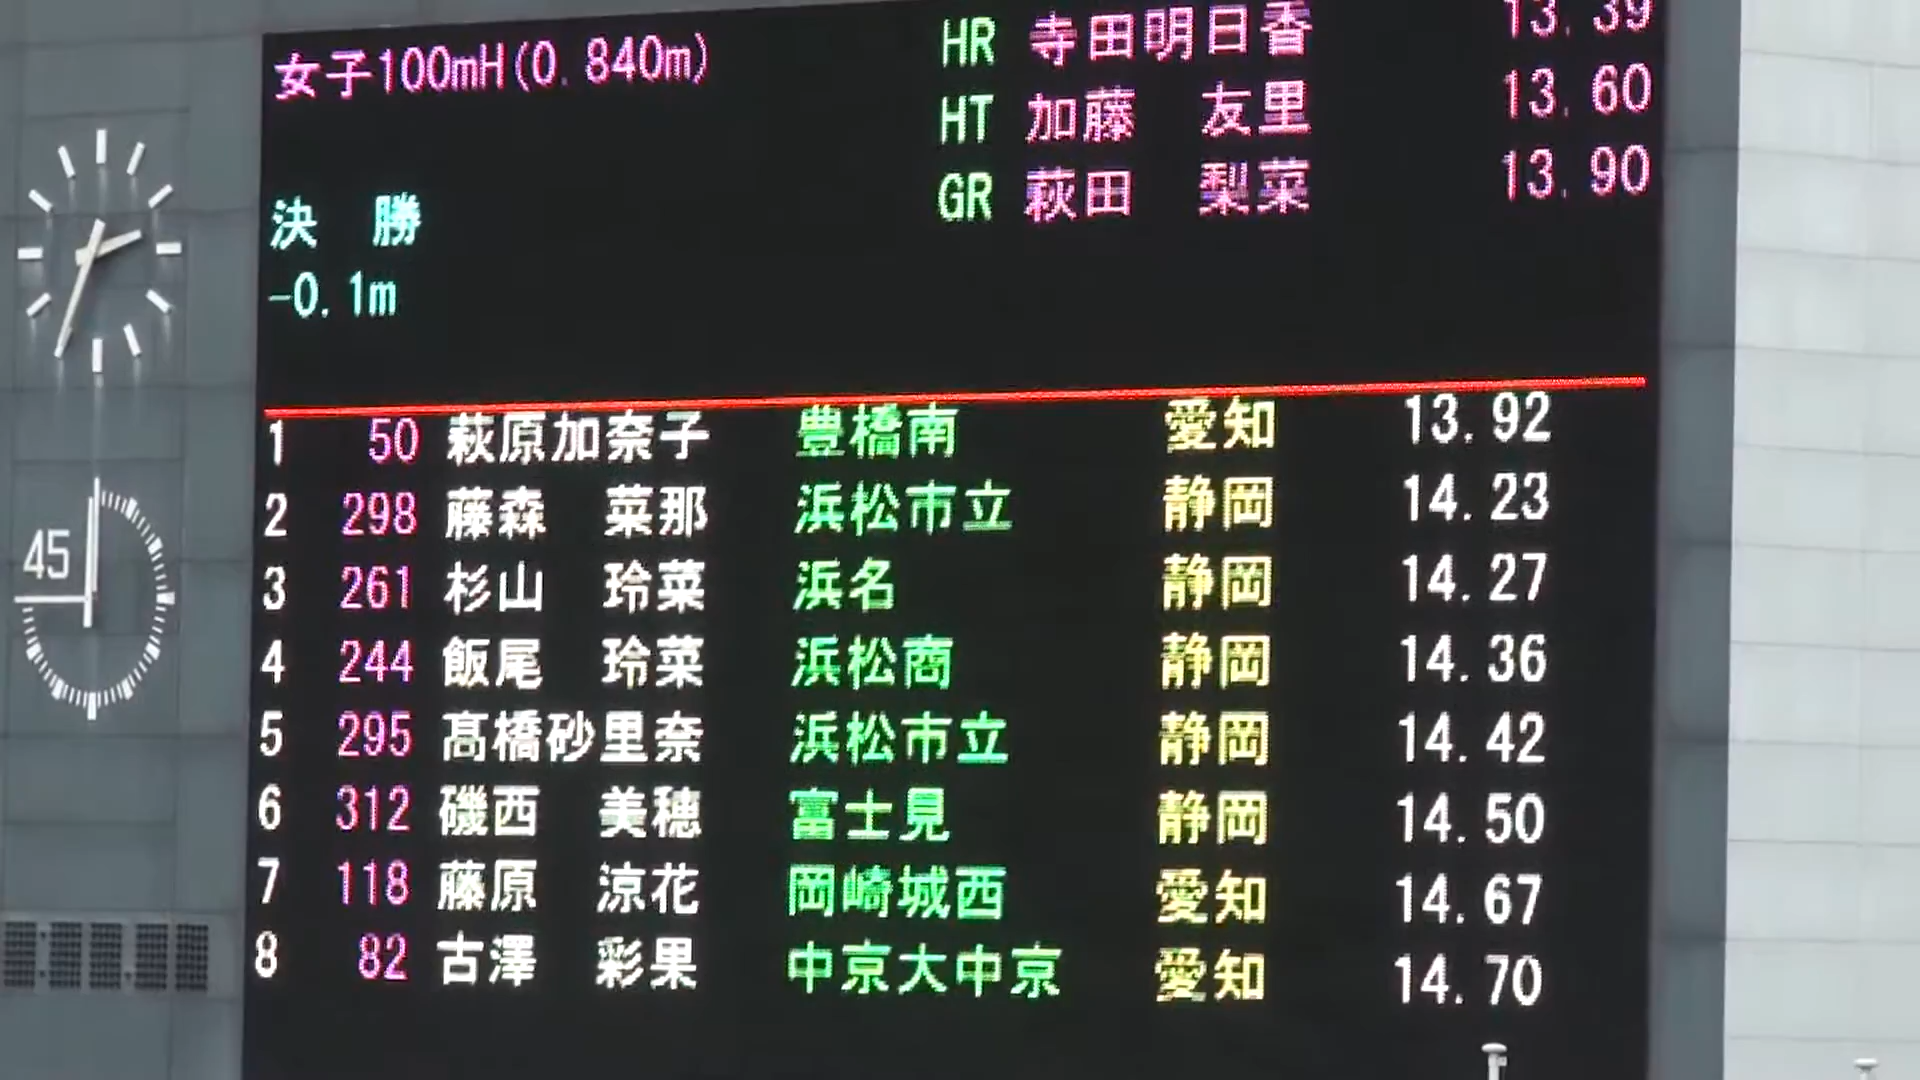 女子100mH(0.840m)
HR 寺田明日香 13.39
HT 加藤 友里 13.60
GR 萩田 梨菜 13.90
決 勝
-0.1m
1 50 萩原加奈子 豊橋南 愛知 13.92
2 298 藤森 菜那 浜松市立 静岡 14.23
3 261 杉山 玲菜 浜名 静岡 14.27
4 244 飯尾 玲菜 浜松商 静岡 14.36
5 295 髙橋砂里奈 浜松市立 静岡 14.42
6 312 磯西 美穂 富士見 静岡 14.50
7 118 藤原 涼花 岡崎城西 愛知 14.67
8 82 古澤 彩果 中京大中京 愛知 14.70
45